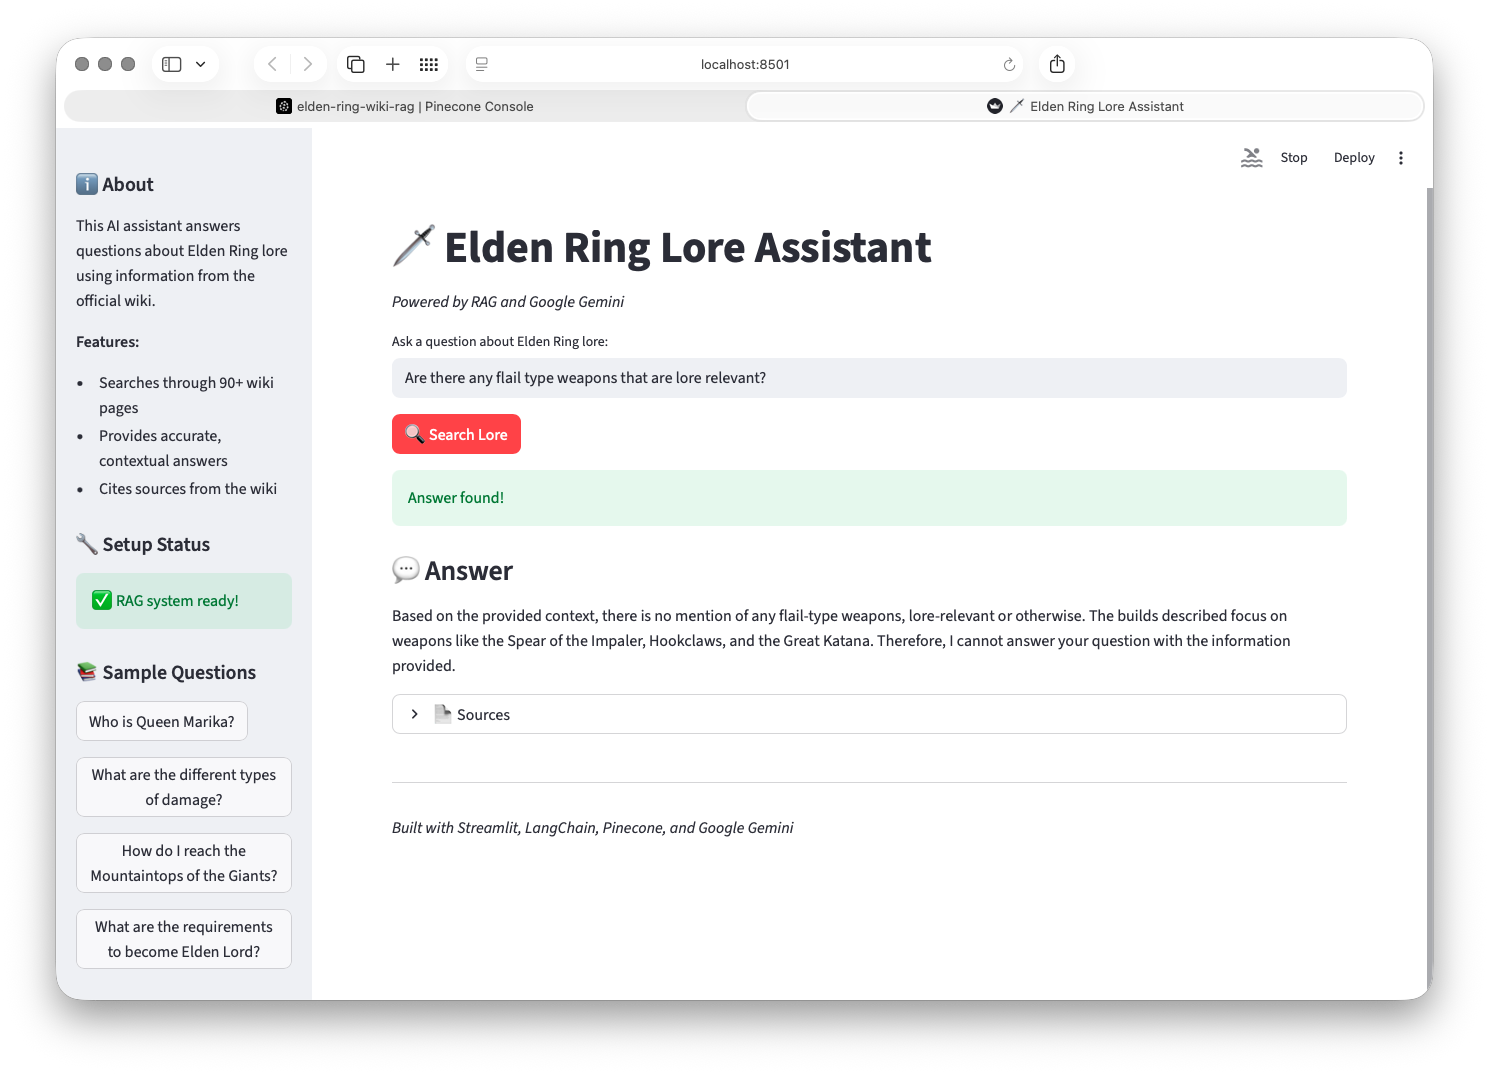 localhost:8501
elden-ring-wiki-rag | Pinecone Console
Elden Ring Lore Assistant
Stop
Deploy
About
This AI assistant answers
questions about Elden Ring lore
using information from the
official wiki.
Features:
• Searches through 90+ wiki
pages
• Provides accurate,
contextual answers
• Cites sources from the wiki
Setup Status
RAG system ready!
Sample Questions
Who is Queen Marika?
What are the different types
of damage?
How do I reach the
Mountaintops of the Giants?
What are the requirements
to become Elden Lord?
Elden Ring Lore Assistant
Powered by RAG and Google Gemini
Ask a question about Elden Ring lore:
Are there any flail type weapons that are lore relevant?
Search Lore
Answer found!
Answer
Based on the provided context, there is no mention of any flail-type weapons, lore-relevant or otherwise. The builds described focus on
weapons like the Spear of the Impaler, Hookclaws, and the Great Katana. Therefore, I cannot answer your question with the information
provided.
Sources
Built with Streamlit, LangChain, Pinecone, and Google Gemini